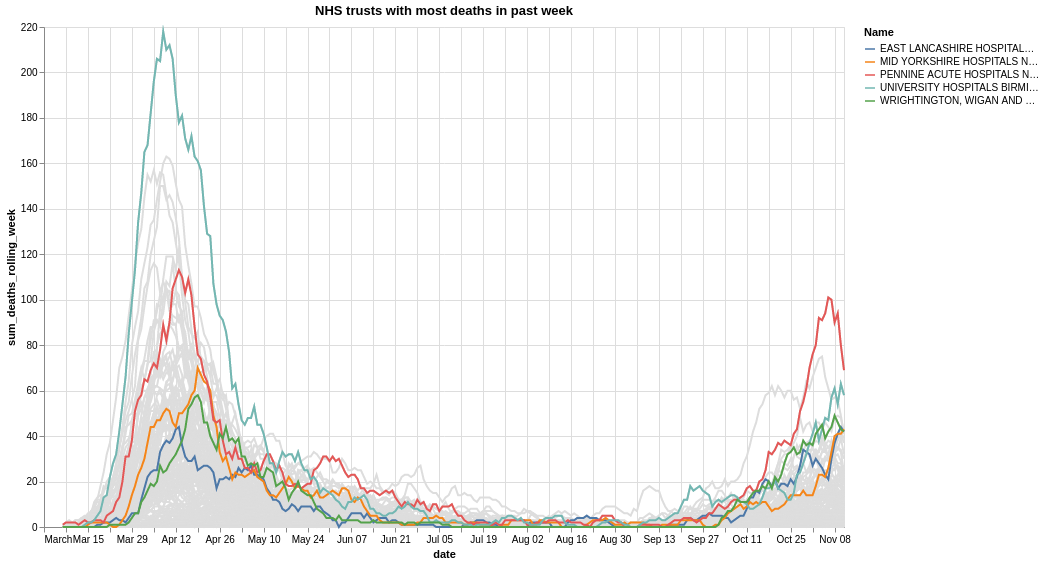 NHS trusts with most deaths in past week
220
200
180
160
140
120
100
80
60
40
20
0
sum_deaths_rolling_week
March Mar 15 Mar 29 Apr 12 Apr 26 May 10 May 24 Jun 07 Jun 21 Jul 05 Jul 19 Aug 02 Aug 16 Aug 30 Sep 13 Sep 27 Oct 11 Oct 25 Nov 08
date
Name
EAST LANCASHIRE HOSPITAL…
MID YORKSHIRE HOSPITALS N…
PENNINE ACUTE HOSPITALS N…
UNIVERSITY HOSPITALS BIRMI…
WRIGHTINGTON, WIGAN AND …